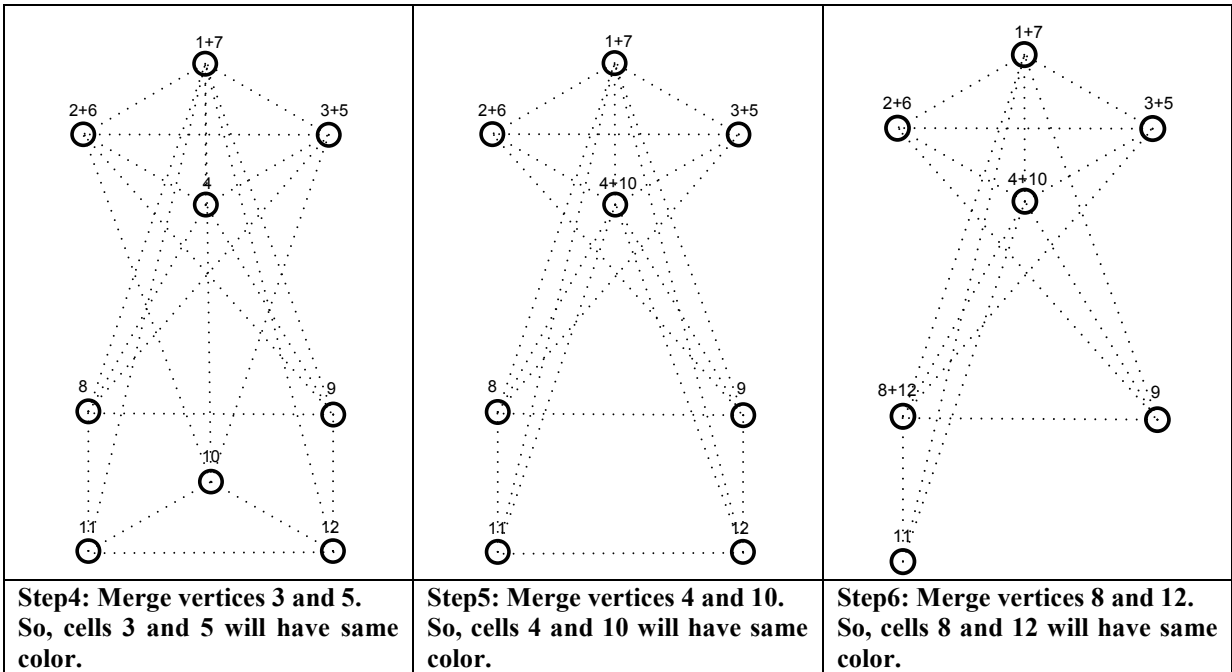 1+7
2+6
3+5
4
8
9
10
11
12
Step4: Merge vertices 3 and 5.
So, cells 3 and 5 will have same
color.
1+7
2+6
3+5
4+10
8
9
11
12
Step5: Merge vertices 4 and 10.
So, cells 4 and 10 will have same
color.
1+7
2+6
3+5
4+10
8+12
9
11
Step6: Merge vertices 8 and 12.
So, cells 8 and 12 will have same
color.